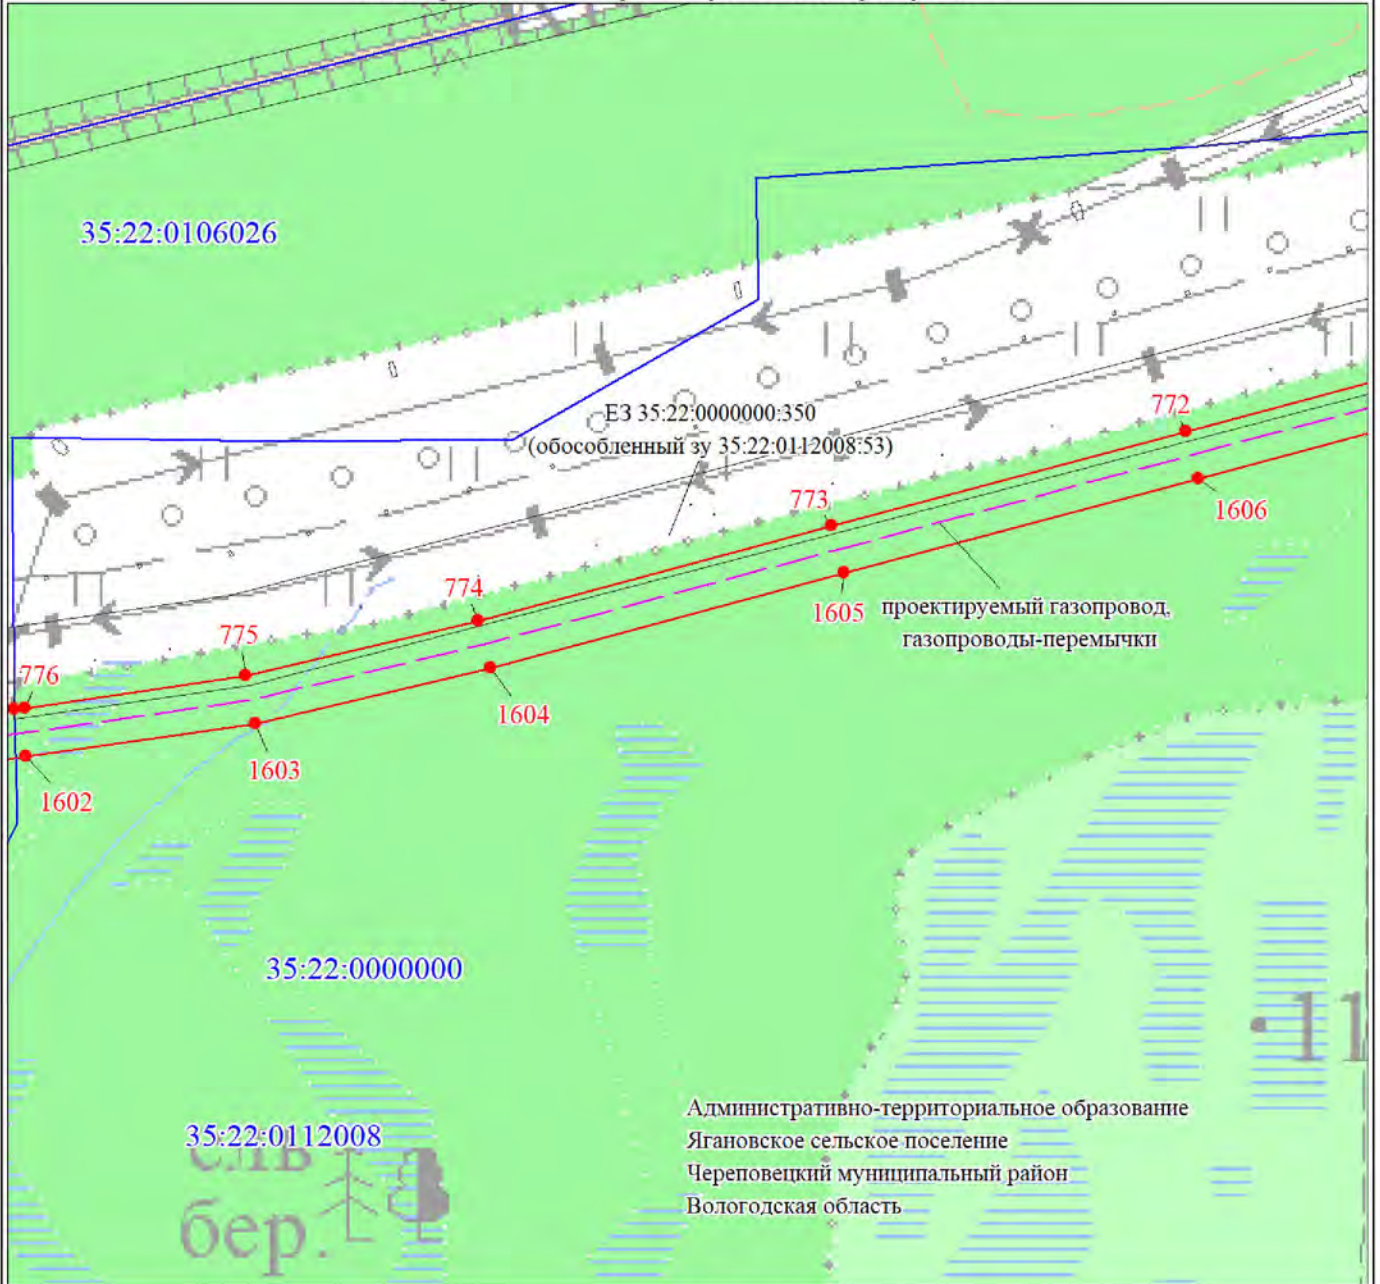 35:22:0106026
ЕЗ 35:22:0000000:350
(обособленный зу 35:22:0112008:53)
772
773
1606
774
1605
проектируемый газопровод,
газопроводы-перемычки
775
776
1604
1603
1602
35:22:0000000
11
Административно-территориальное образование
35:22:0112008
Ягановское сельское поселение
Череповецкий муниципальный район
Вологодская область
бер.